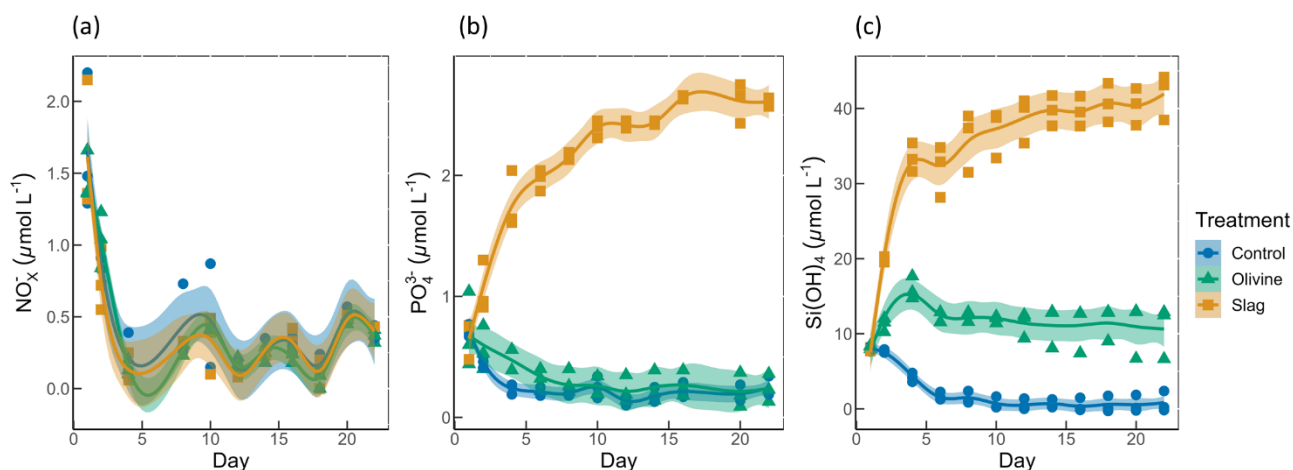 (a)
(b)
(c)
NOₓ⁻ (µmol L⁻¹)
2.0
1.5
1.0
0.5
0.0
0
5
10
15
20
Day
PO₄³⁻ (µmol L⁻¹)
2
1
0
0
5
10
15
20
Day
Si(OH)₄ (µmol L⁻¹)
40
30
20
10
0
0
5
10
15
20
Day
Treatment
Control
Olivine
Slag